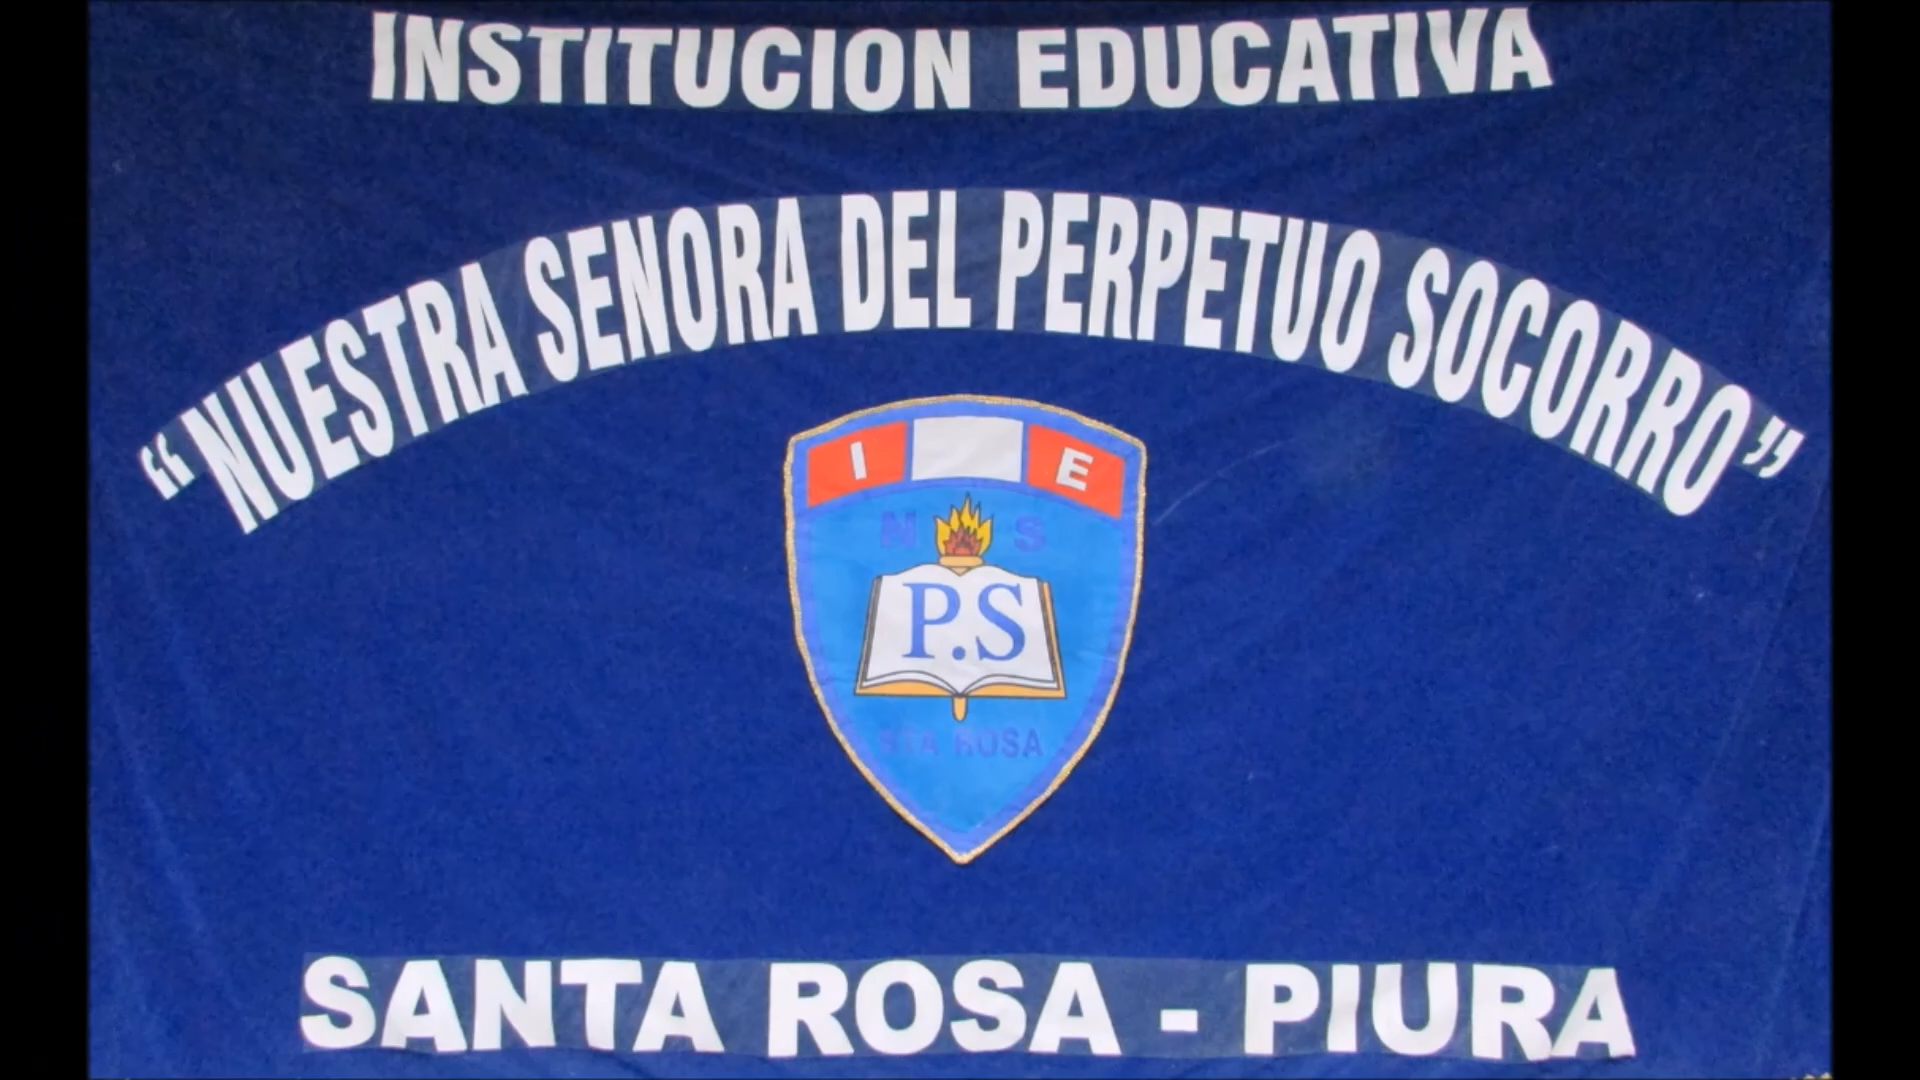 INSTITUCION EDUCATIVA
“NUESTRA SENORA DEL PERPETUO SOCORRO”
I E
N S
P.S
STA ROSA
SANTA ROSA - PIURA